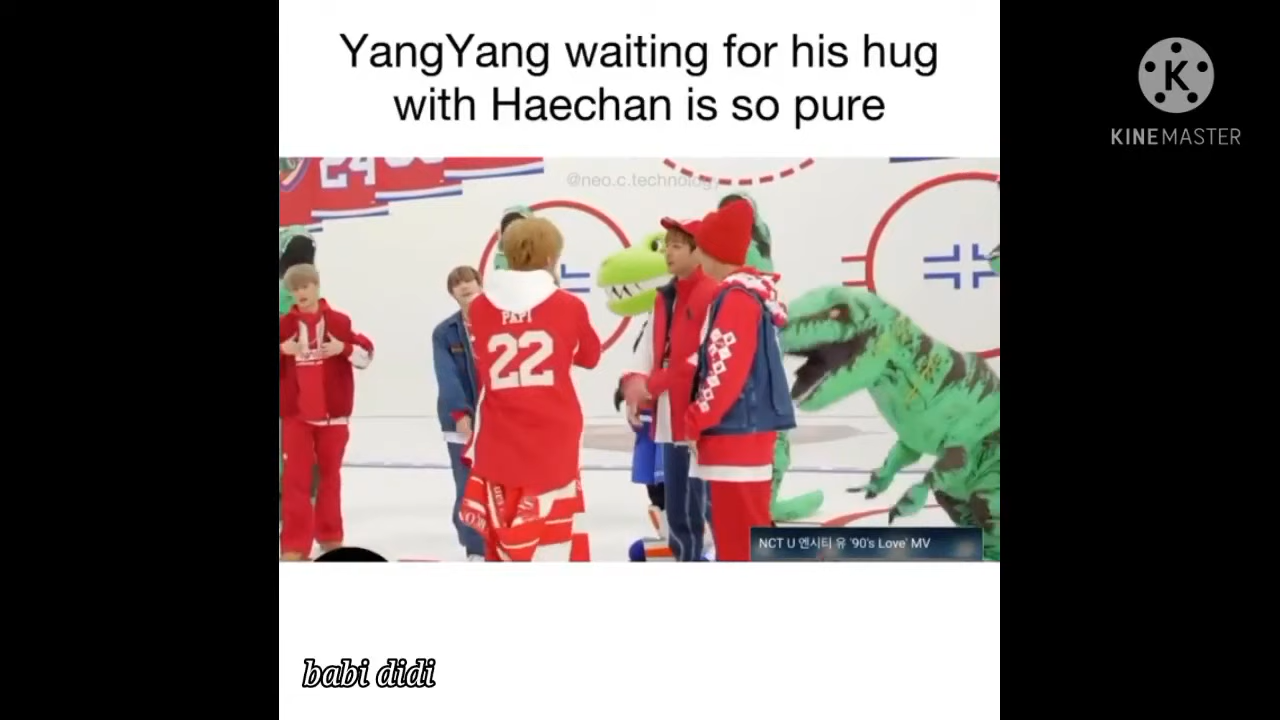 YangYang waiting for his hug
with Haechan is so pure
KINEMASTER
@neo.c.technology
PAPI
22
NCT U 엔시티 유 '90's Love' MV
babi didi